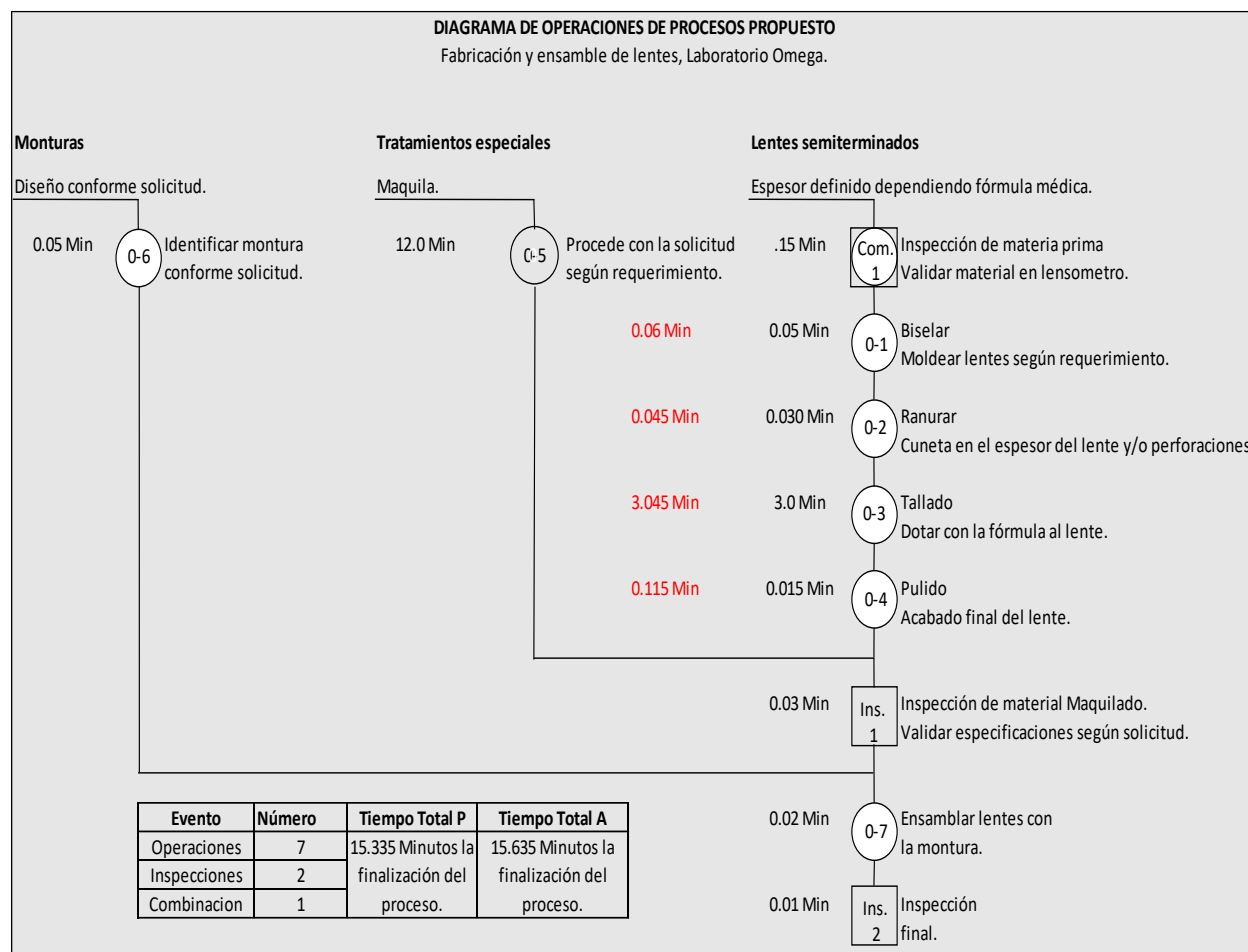 DIAGRAMA DE OPERACIONES DE PROCESOS PROPUESTO
Fabricación y ensamble de lentes, Laboratorio Omega.
Monturas
Diseño conforme solicitud.
0.05 Min
0-6
Identificar montura
conforme solicitud.
Tratamientos especiales
Maquila.
12.0 Min
0-5
Procede con la solicitud
según requerimiento.
Lentes semiterminados
Espesor definido dependiendo fórmula médica.
.15 Min
Com.
1
Inspección de materia prima
Validar material en lensometro.
0.06 Min
0.05 Min
0-1
Biselar
Moldear lentes según requerimiento.
0.045 Min
0.030 Min
0-2
Ranurar
Cuneta en el espesor del lente y/o perforaciones
3.045 Min
3.0 Min
0-3
Tallado
Dotar con la fórmula al lente.
0.115 Min
0.015 Min
0-4
Pulido
Acabado final del lente.
0.03 Min
Ins.
1
Inspección de material Maquilado.
Validar especificaciones según solicitud.
0.02 Min
0-7
Ensamblar lentes con
la montura.
0.01 Min
Ins.
2
Inspección
final.
Evento Número Tiempo Total P Tiempo Total A
Operaciones 7 15.335 Minutos la 15.635 Minutos la
Inspecciones 2 finalización del finalización del
Combinacion 1 proceso. proceso.